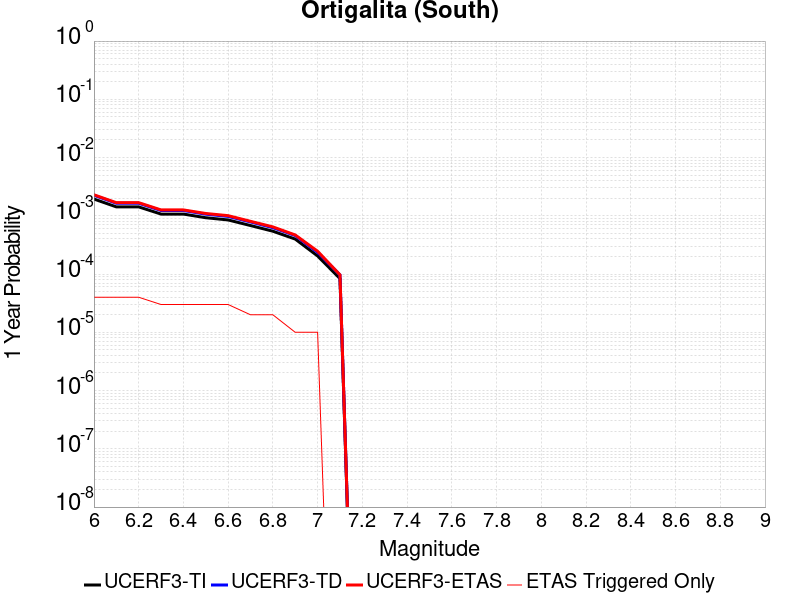 Ortigalita (South)
10^0
10^-1
10^-2
10^-3
10^-4
10^-5
10^-6
10^-7
10^-8
1 Year Probability
6 6.2 6.4 6.6 6.8 7 7.2 7.4 7.6 7.8 8 8.2 8.4 8.6 8.8 9
Magnitude
UCERF3-TI UCERF3-TD UCERF3-ETAS ETAS Triggered Only